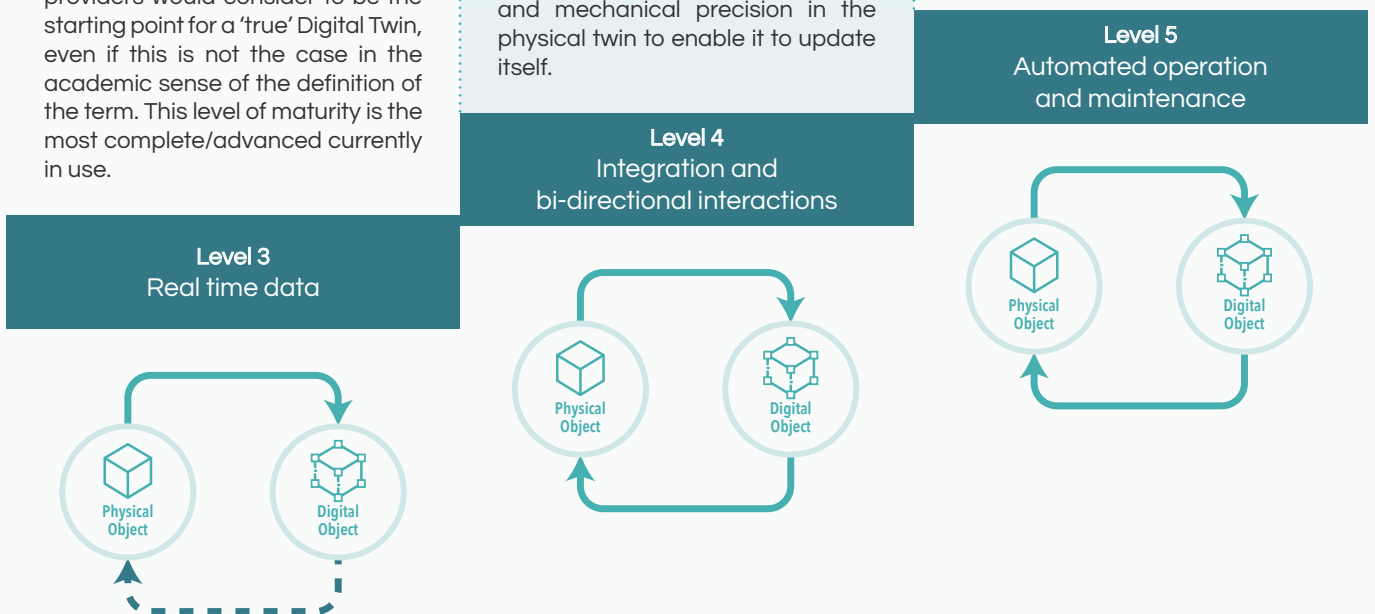 providers would consider to be the
starting point for a ‘true’ Digital Twin,
even if this is not the case in the
academic sense of the definition of
the term. This level of maturity is the
most complete/advanced currently
in use.
Level 3
Real time data
Physical
Object
Digital
Object
and mechanical precision in the
physical twin to enable it to update
itself.
Level 4
Integration and
bi-directional interactions
Physical
Object
Digital
Object
Level 5
Automated operation
and maintenance
Physical
Object
Digital
Object